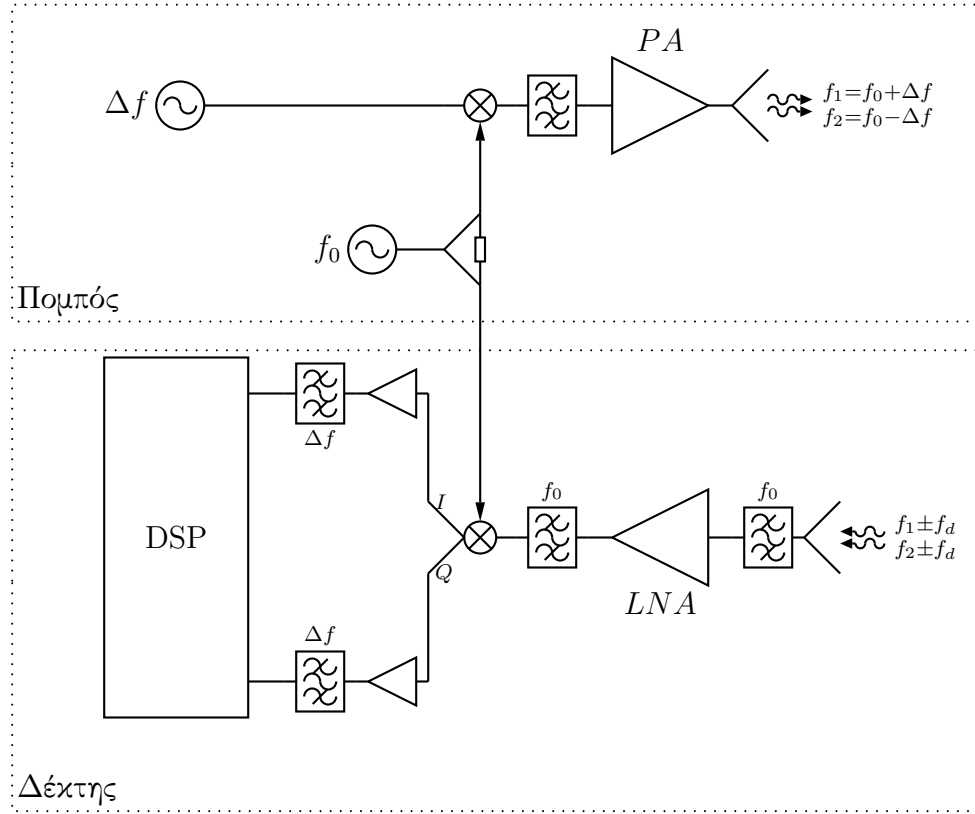 PA
Δf
f₁=f₀+Δf
f₂=f₀−Δf
f₀
Πομπός
Δf
I
f₀
f₀
DSP
f₁±f_d
f₂±f_d
Q
LNA
Δf
Δέκτης